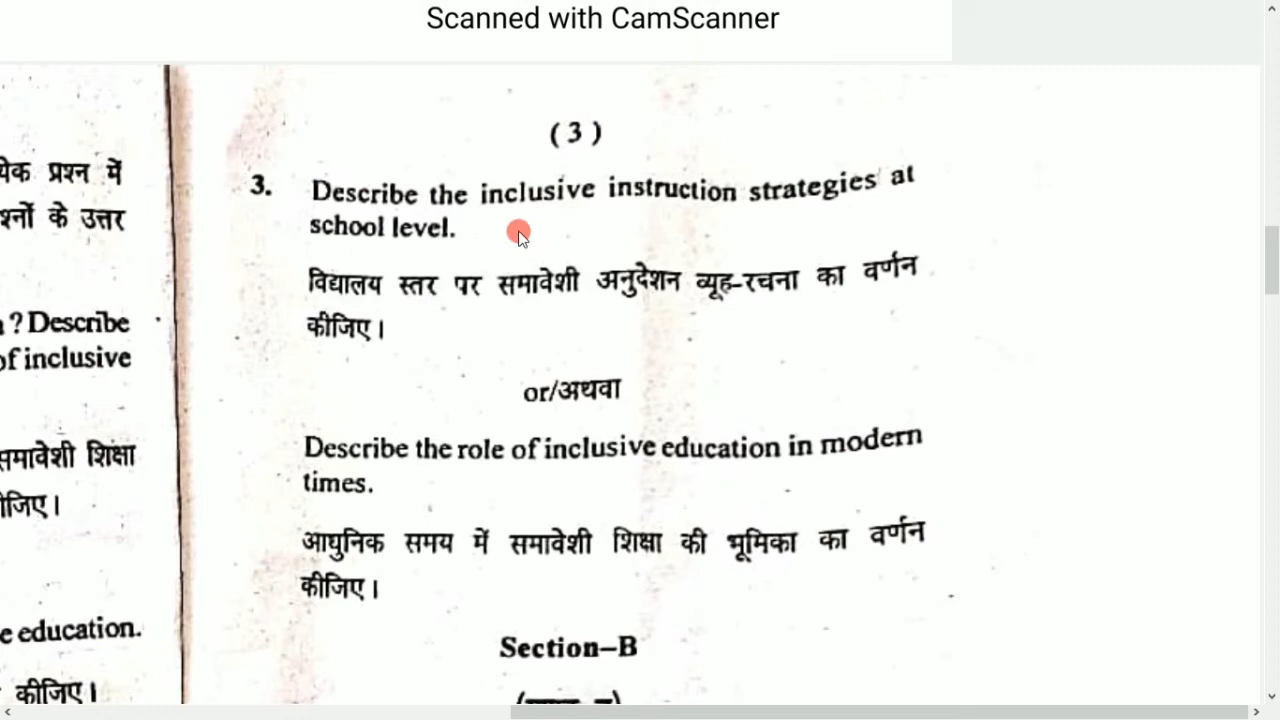 Scanned with CamScanner
येक प्रश्न में
श्नों के उत्तर
? Describe
of inclusive
समावेशी शिक्षा
ीजिए।
e education.
कीजिए।
(3)
3. Describe the inclusive instruction strategies at
school level.
विद्यालय स्तर पर समावेशी अनुदेशन व्यूह-रचना का वर्णन
कीजिए।
or/अथवा
Describe the role of inclusive education in modern
times.
आधुनिक समय में समावेशी शिक्षा की भूमिका का वर्णन
कीजिए।
Section–B